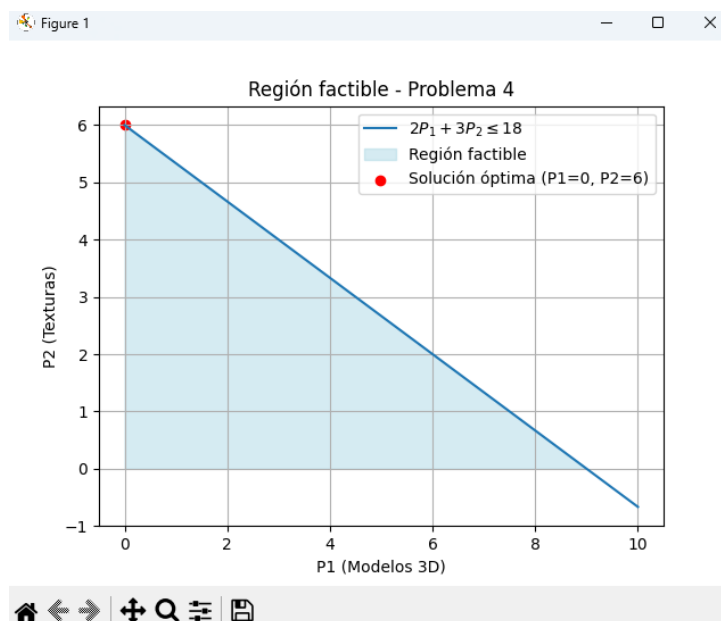 Figure 1
Región factible - Problema 4
2P₁ + 3P₂ ≤ 18
Región factible
Solución óptima (P1=0, P2=6)
6
5
4
3
2
1
0
−1
P2 (Texturas)
0 2 4 6 8 10
P1 (Modelos 3D)